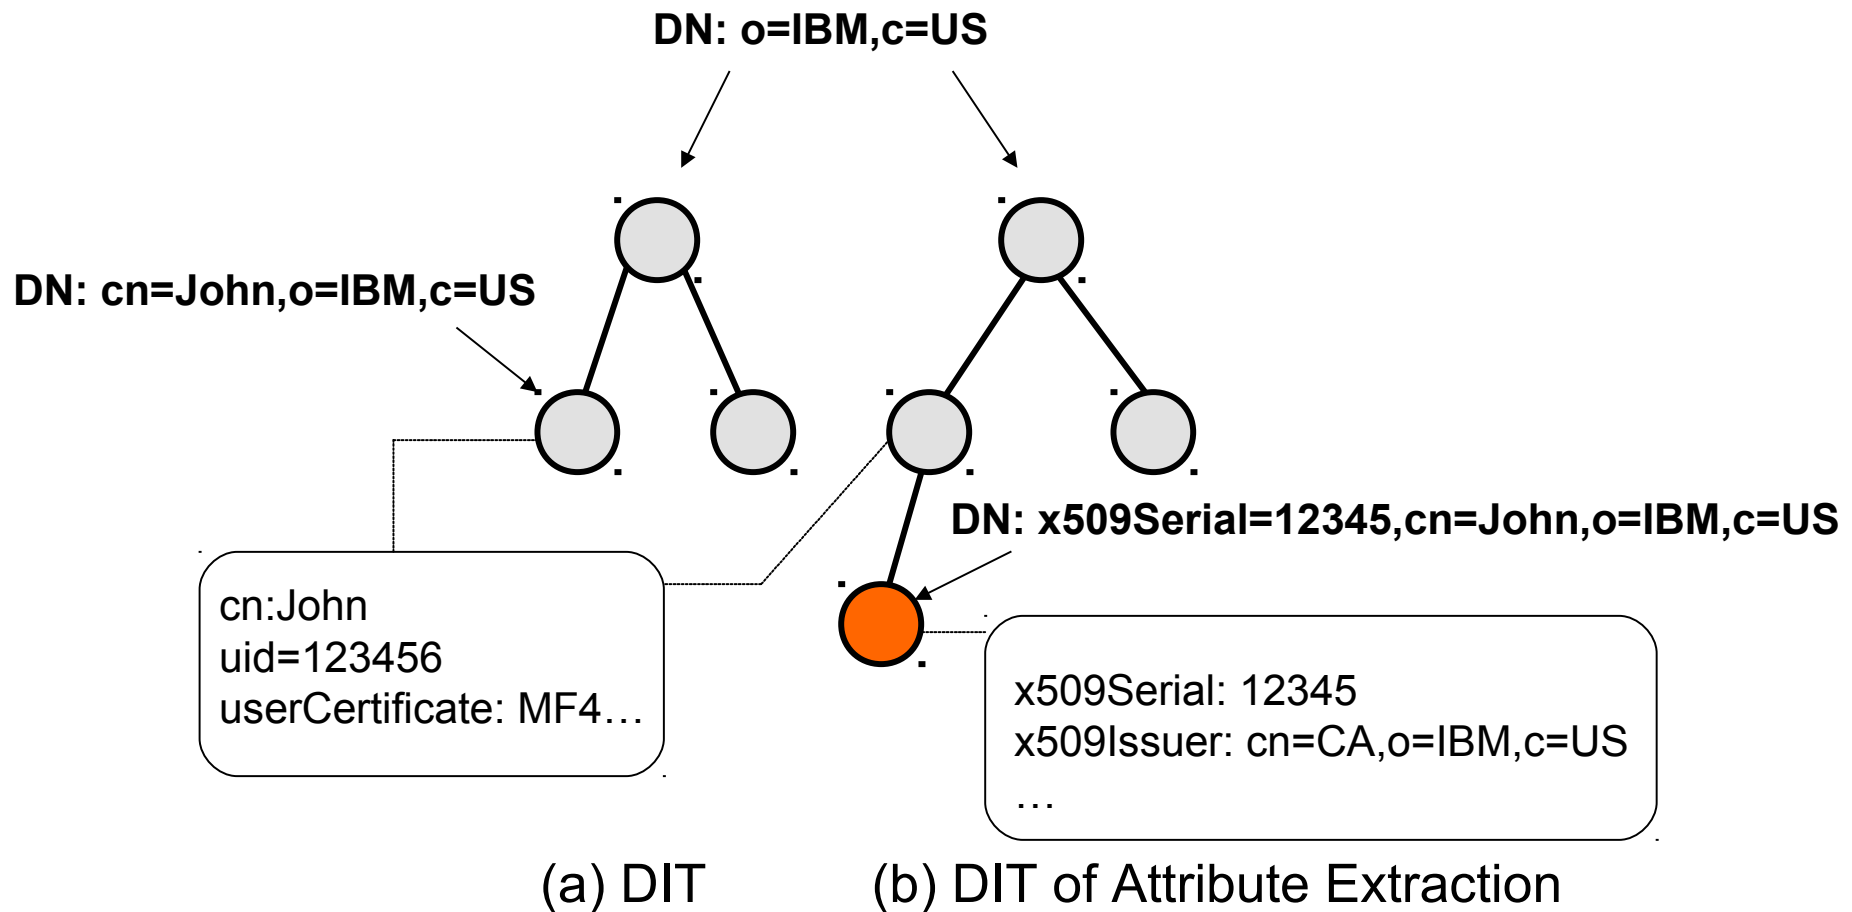 DN: o=IBM,c=US
DN: cn=John,o=IBM,c=US
DN: x509Serial=12345,cn=John,o=IBM,c=US
cn:John
uid=123456
userCertificate: MF4…
x509Serial: 12345
x509Issuer: cn=CA,o=IBM,c=US
…
(a) DIT
(b) DIT of Attribute Extraction